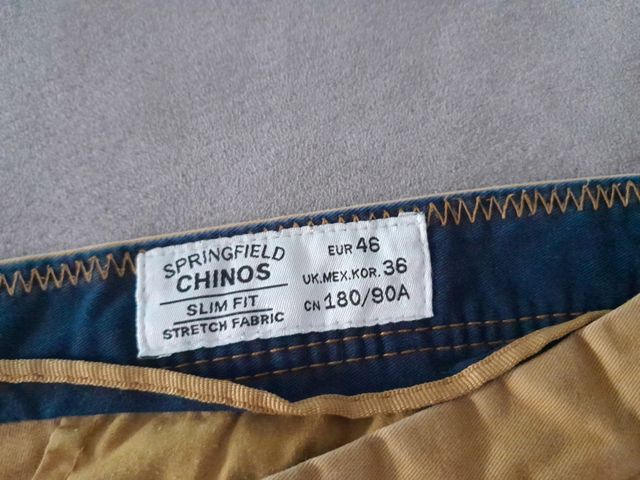 SPRINGFIELD
CHINOS
SLIM FIT
STRETCH FABRIC
EUR 46
UK.MEX.KOR. 36
CN 180/90A